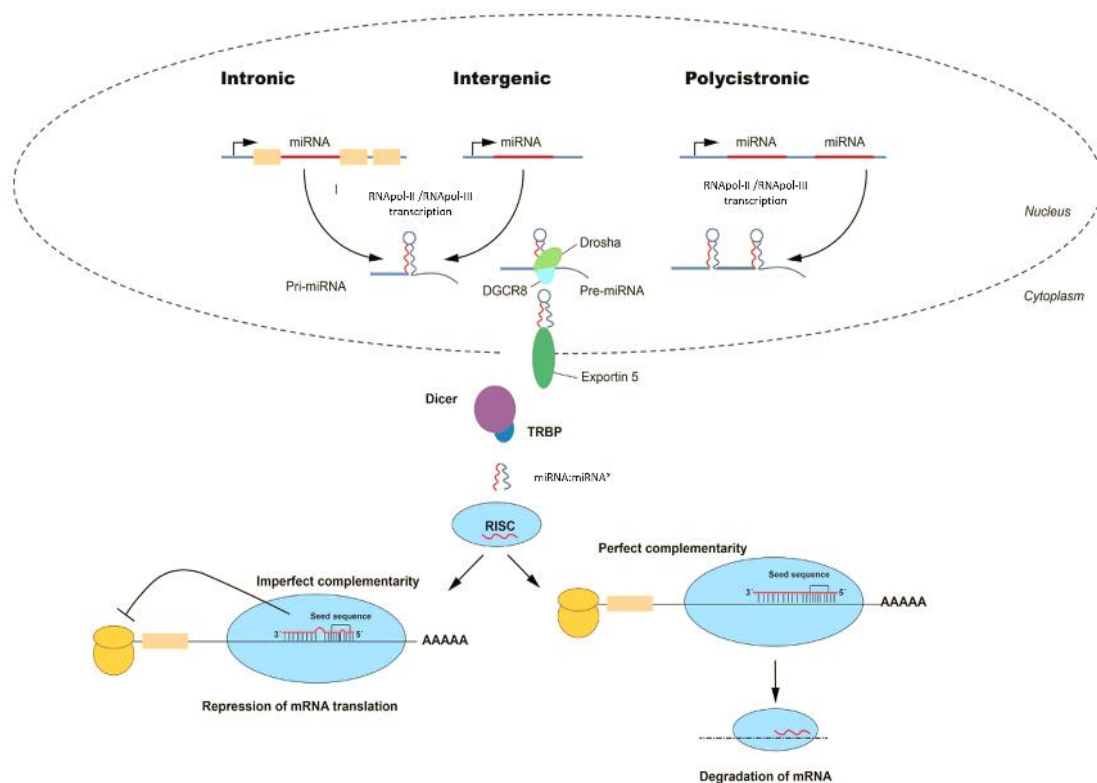 Intronic
Intergenic
Polycistronic
miRNA
miRNA
miRNA
miRNA
RNApol-II /RNApol-III
transcription
RNApol-II /RNApol-III
transcription
Nucleus
Drosha
Pri-miRNA
DGCR8
Pre-miRNA
Cytoplasm
Exportin 5
Dicer
TRBP
miRNA:miRNA*
RISC
Perfect complementarity
Imperfect complementarity
Seed sequence
3´
5´
AAAAA
Seed sequence
3´
5´
AAAAA
Repression of mRNA translation
Degradation of mRNA